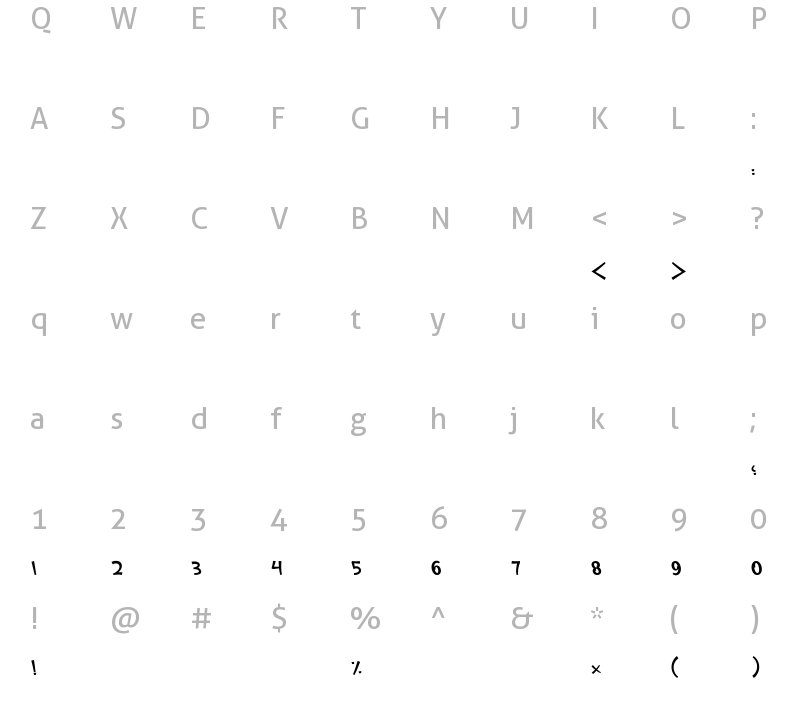 Q W E R T Y U I O P
A S D F G H J K L :
:
Z X C V B N M < > ?
< >
q w e r t y u i o p
a s d f g h j k l ;
؛
1 2 3 4 5 6 7 8 9 0
1 2 3 4 5 6 7 8 9 0
! @ # $ % ^ & * ( )
! % × ( )